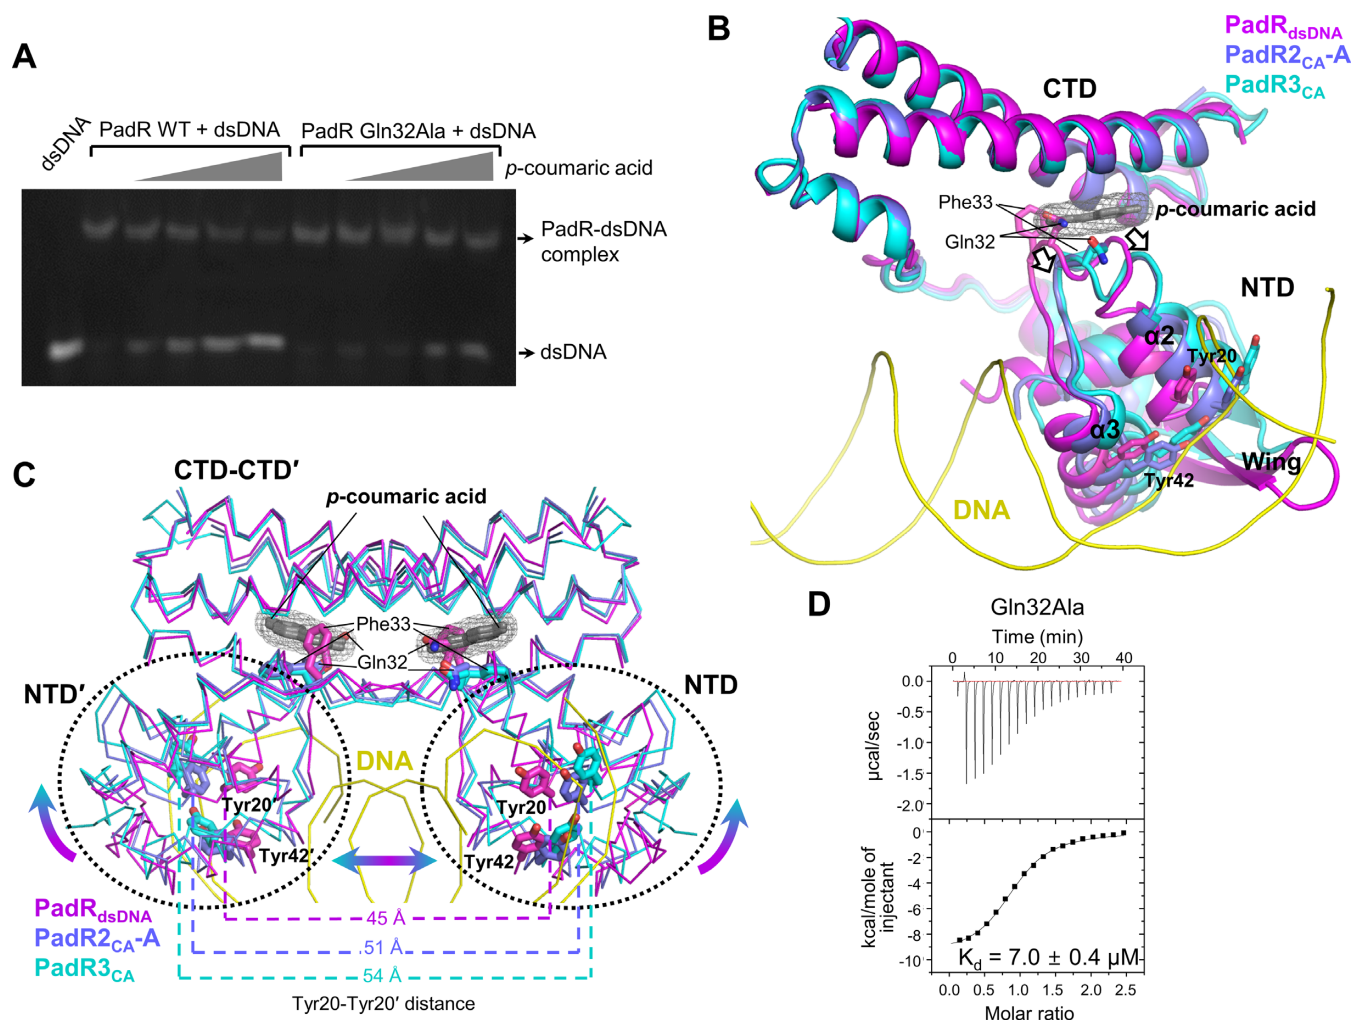 A
dsDNA
PadR WT + dsDNA
PadR Gln32Ala + dsDNA
p-coumaric acid
PadR-dsDNA
complex
dsDNA
B
PadRdsDNA
PadR2CA-A
PadR3CA
CTD
Phe33
p-coumaric acid
Gln32
NTD
α2
Tyr20
α3
Wing
Tyr42
DNA
C
CTD-CTD′
p-coumaric acid
Phe33
Gln32
NTD′
NTD
DNA
Tyr20′
Tyr20
Tyr42′
Tyr42
PadRdsDNA
PadR2CA-A
PadR3CA
45 Å
51 Å
54 Å
Tyr20-Tyr20′ distance
D
Gln32Ala
Time (min)
0 10 20 30 40
0.0
-0.5
-1.0
-1.5
-2.0
µcal/sec
0
-2
-4
-6
-8
-10
kcal/mole of
injectant
Kd = 7.0 ± 0.4 µM
0.0 0.5 1.0 1.5 2.0 2.5
Molar ratio